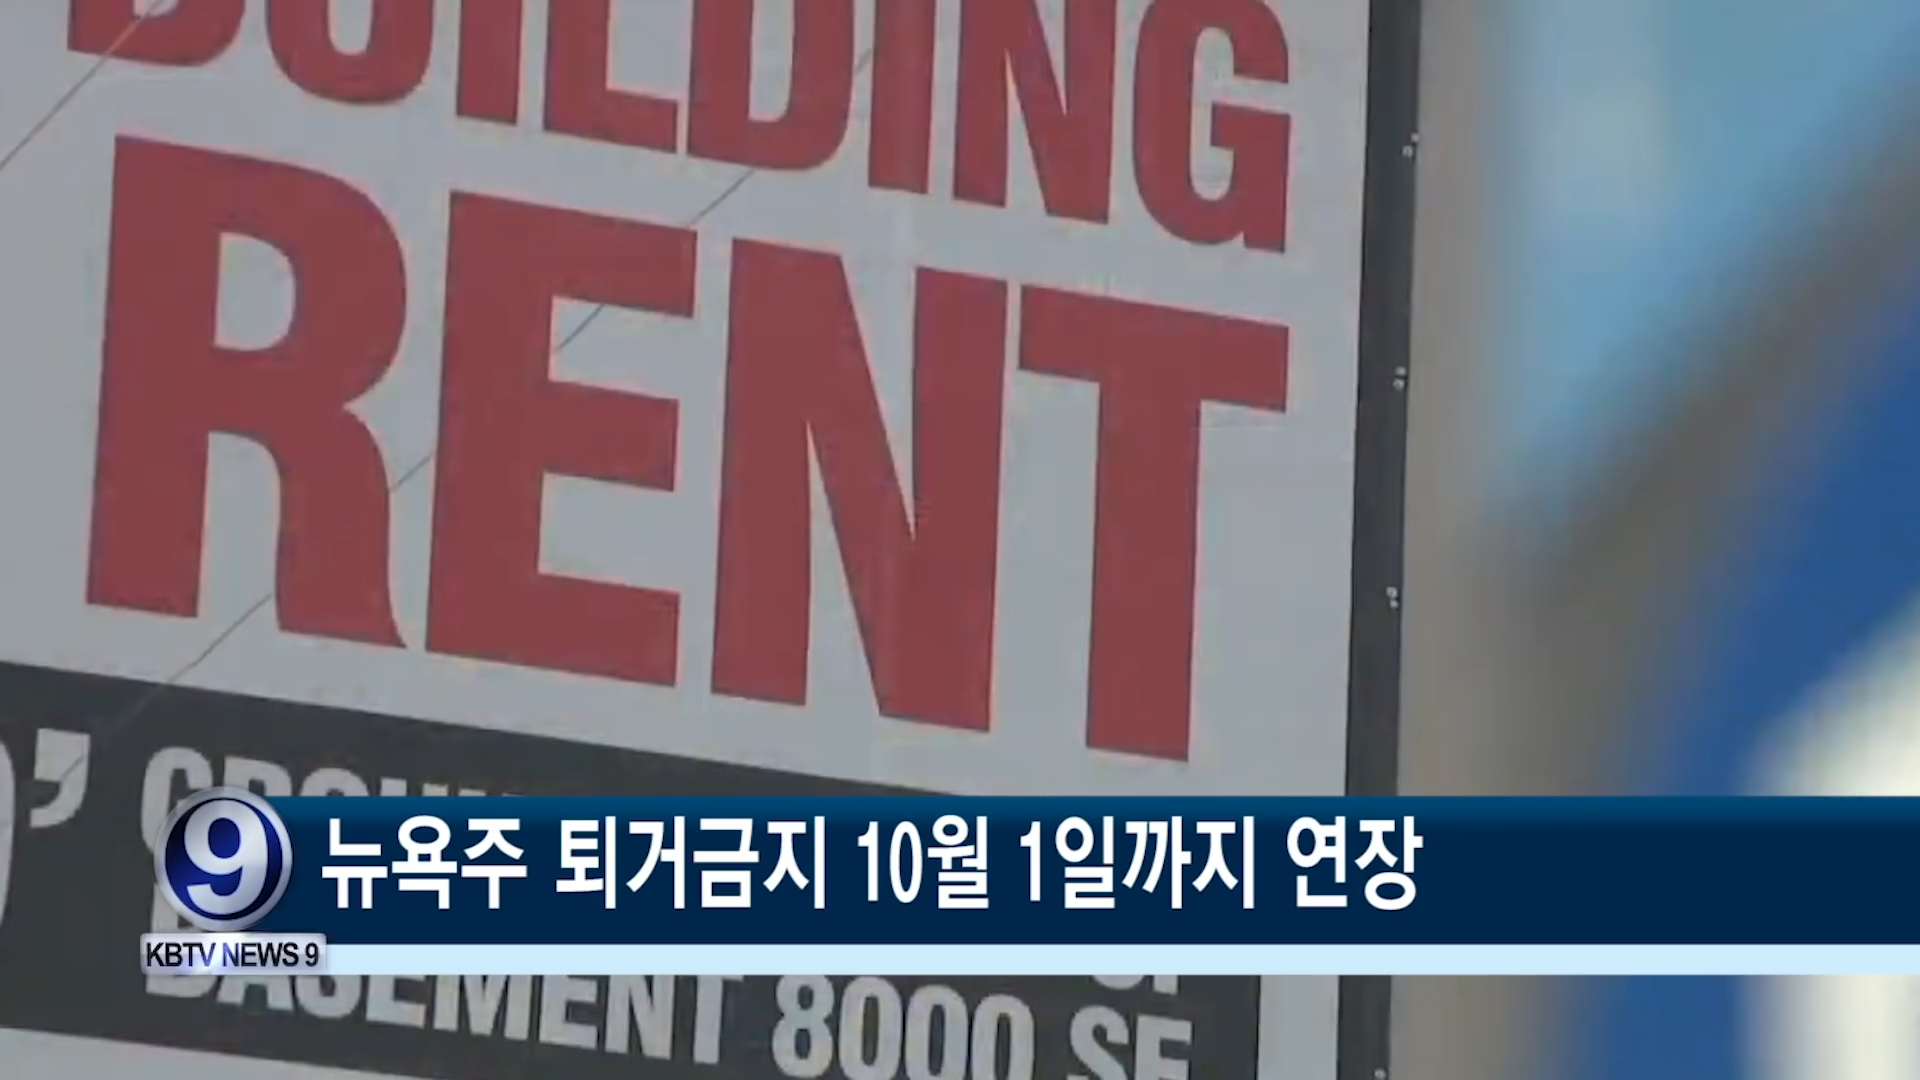 BUILDING
RENT
9 뉴욕주 퇴거금지 10월 1일까지 연장
KBTV NEWS 9
BASEMENT 8000 SF